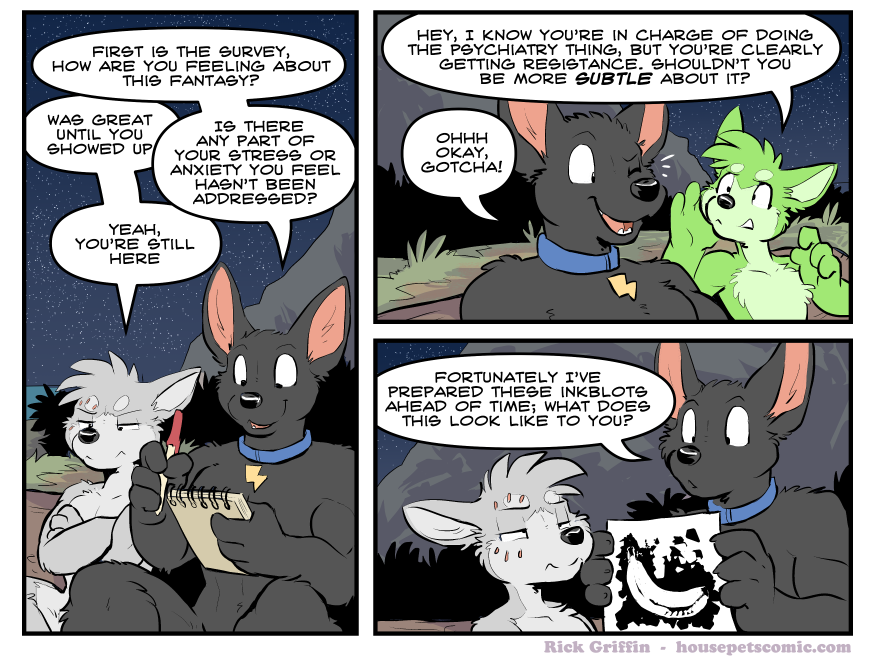 FIRST IS THE SURVEY,
HOW ARE YOU FEELING ABOUT
THIS FANTASY?
WAS GREAT
UNTIL YOU
SHOWED UP
IS THERE
ANY PART OF
YOUR STRESS OR
ANXIETY YOU FEEL
HASN'T BEEN
ADDRESSED?
YEAH,
YOU'RE STILL
HERE
HEY, I KNOW YOU'RE IN CHARGE OF DOING
THE PSYCHIATRY THING, BUT YOU'RE CLEARLY
GETTING RESISTANCE. SHOULDN'T YOU
BE MORE SUBTLE ABOUT IT?
OHHH
OKAY,
GOTCHA!
FORTUNATELY I'VE
PREPARED THESE INKBLOTS
AHEAD OF TIME; WHAT DOES
THIS LOOK LIKE TO YOU?
Rick Griffin - housepetscomic.com